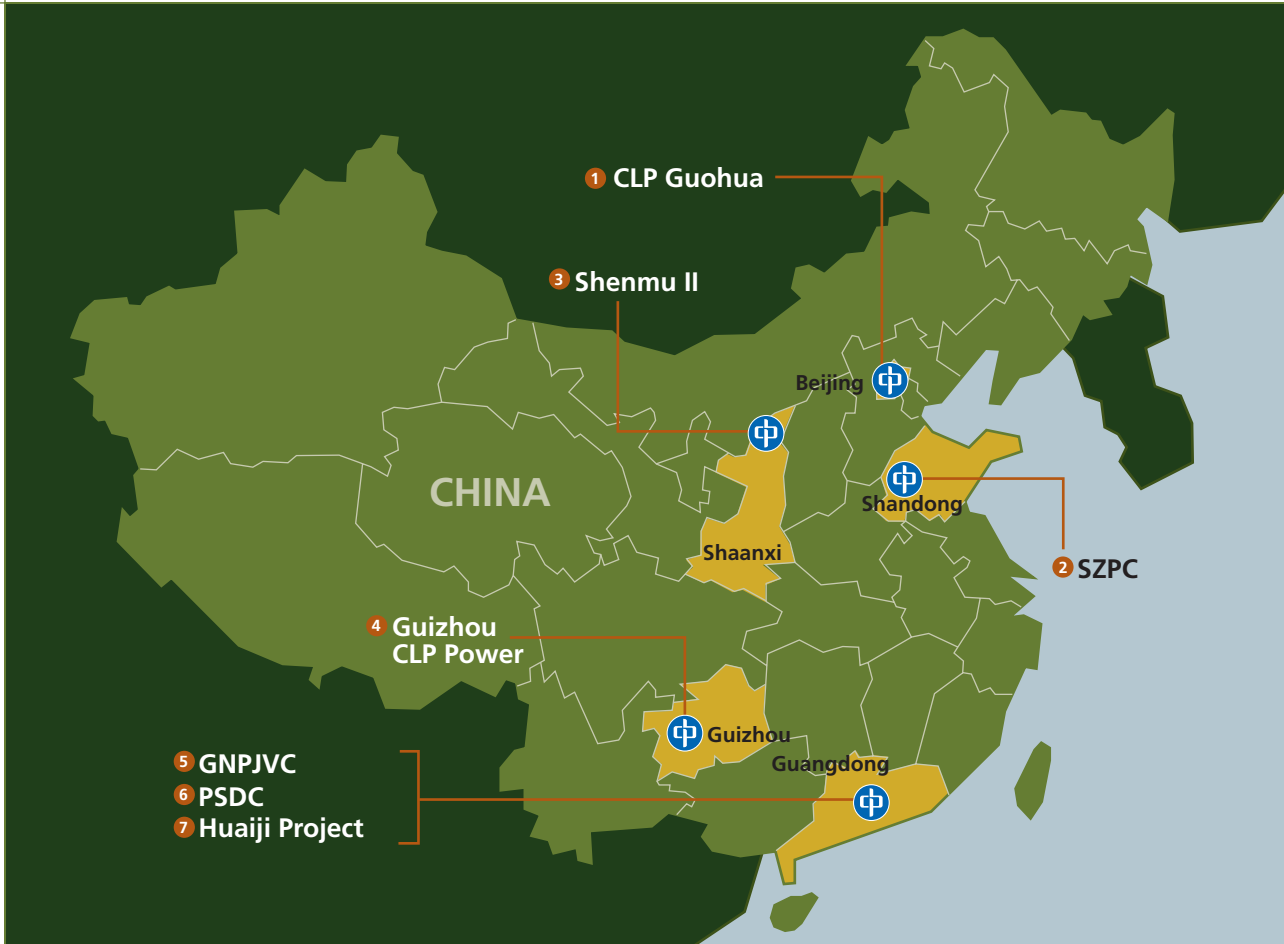 1 CLP Guohua
3 Shenmu II
Beijing
CHINA
Shandong
Shaanxi
2 SZPC
4 Guizhou
CLP Power
Guizhou
Guangdong
5 GNPJVC
6 PSDC
7 Huaiji Project